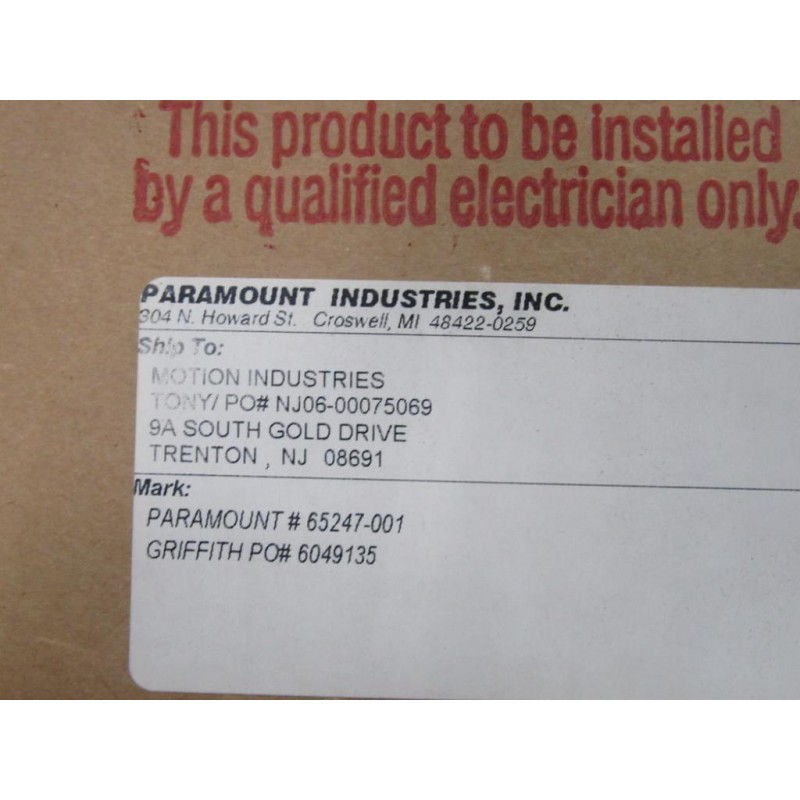 This product to be installed
by a qualified electrician only.
PARAMOUNT INDUSTRIES, INC.
304 N. Howard St. Croswell, MI 48422-0259
Ship To:
MOTION INDUSTRIES
TONY/ PO# NJ06-00075069
9A SOUTH GOLD DRIVE
TRENTON , NJ 08691
Mark:
PARAMOUNT # 65247-001
GRIFFITH PO# 6049135